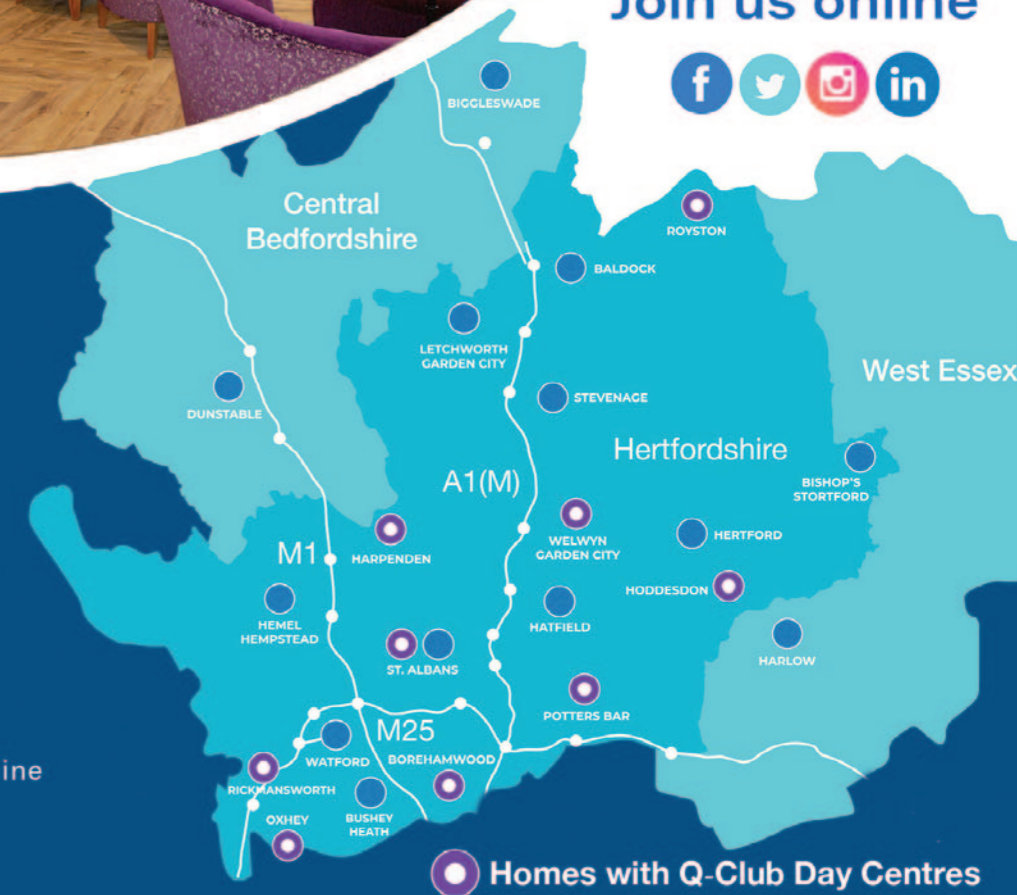 Join us online
f
in
BIGGLESWADE
Central
Bedfordshire
ROYSTON
BALDOCK
LETCHWORTH
GARDEN CITY
West Essex
DUNSTABLE
STEVENAGE
Hertfordshire
A1(M)
BISHOP'S
STORTFORD
M1
HARPENDEN
WELWYN
GARDEN CITY
HERTFORD
HODDESDON
HEMEL
HEMPSTEAD
HATFIELD
ST. ALBANS
HARLOW
POTTERS BAR
M25
WATFORD
BOREHAMWOOD
ine
RICKMANSWORTH
OXHEY
BUSHEY
HEATH
Homes with Q-Club Day Centres